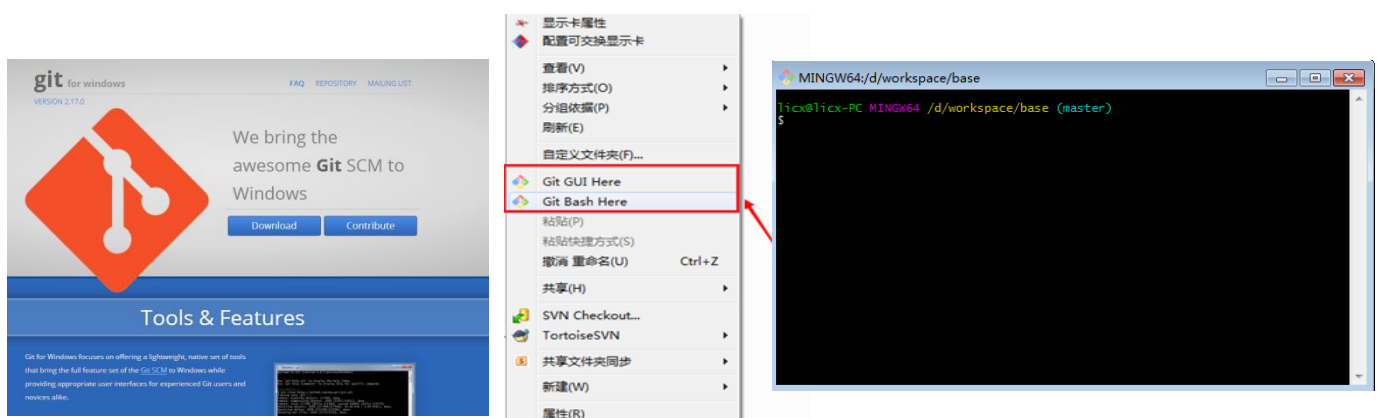 git for windows
FAQ REPOSITORY MAILING LIST
VERSION 2.17.0
We bring the
awesome Git SCM to
Windows
Download Contribute
Tools & Features
Git for Windows focuses on offering a lightweight, native set of tools
that bring the full feature set of the Git SCM to Windows while
providing appropriate user interfaces for experienced Git users and
novices alike.
显示卡属性
配置可交换显示卡
查看(V)
排序方式(O)
分组依据(P)
刷新(E)
自定义文件夹(F)...
Git GUI Here
Git Bash Here
粘贴(P)
粘贴快捷方式(S)
撤消 重命名(U) Ctrl+Z
共享(H)
SVN Checkout...
TortoiseSVN
共享文件夹同步
新建(W)
属性(R)
MINGW64:/d/workspace/base
licx@licx-PC MINGW64 /d/workspace/base (master)
$